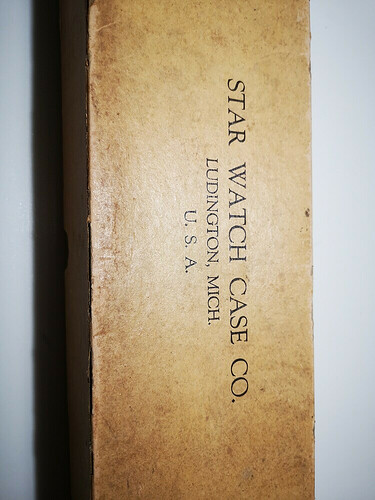 STAR WATCH CASE CO.
LUDINGTON, MICH.
U. S. A.